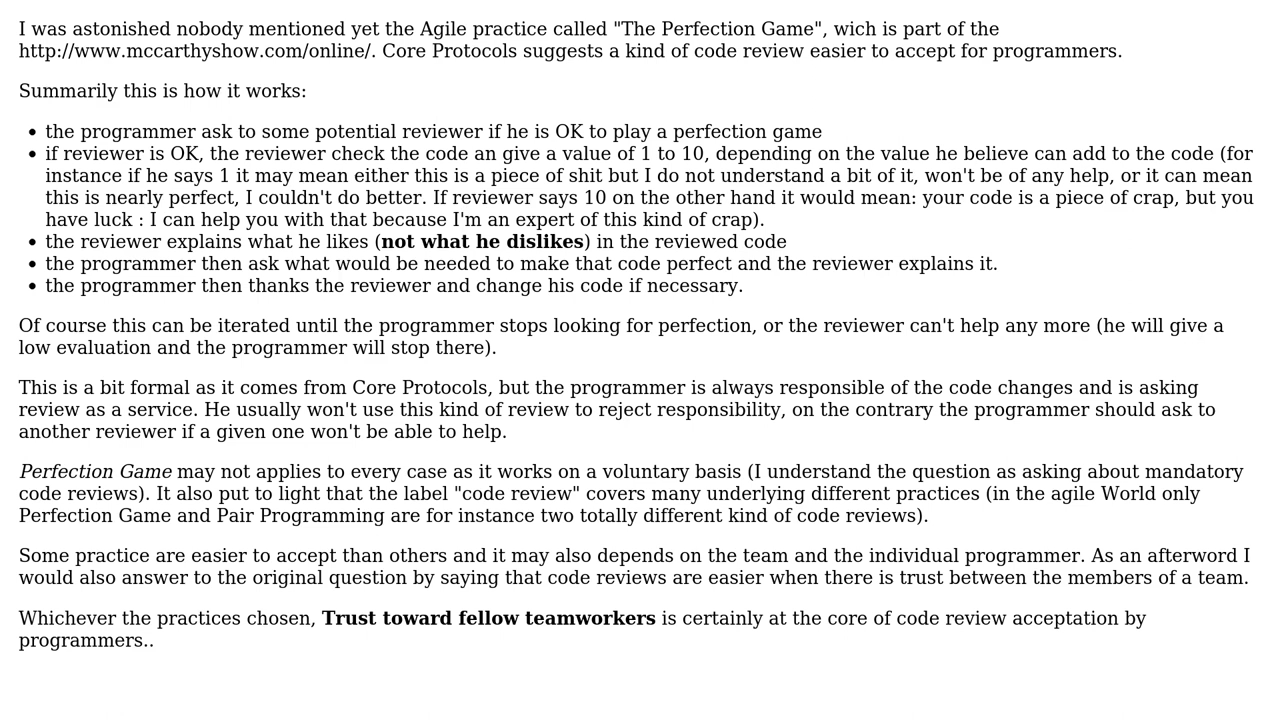 I was astonished nobody mentioned yet the Agile practice called "The Perfection Game", wich is part of the
http://www.mccarthyshow.com/online/. Core Protocols suggests a kind of code review easier to accept for programmers.
Summarily this is how it works:
• the programmer ask to some potential reviewer if he is OK to play a perfection game
• if reviewer is OK, the reviewer check the code an give a value of 1 to 10, depending on the value he believe can add to the code (for
instance if he says 1 it may mean either this is a piece of shit but I do not understand a bit of it, won't be of any help, or it can mean
this is nearly perfect, I couldn't do better. If reviewer says 10 on the other hand it would mean: your code is a piece of crap, but you
have luck : I can help you with that because I'm an expert of this kind of crap).
• the reviewer explains what he likes (not what he dislikes) in the reviewed code
• the programmer then ask what would be needed to make that code perfect and the reviewer explains it.
• the programmer then thanks the reviewer and change his code if necessary.
Of course this can be iterated until the programmer stops looking for perfection, or the reviewer can't help any more (he will give a
low evaluation and the programmer will stop there).
This is a bit formal as it comes from Core Protocols, but the programmer is always responsible of the code changes and is asking
review as a service. He usually won't use this kind of review to reject responsibility, on the contrary the programmer should ask to
another reviewer if a given one won't be able to help.
Perfection Game may not applies to every case as it works on a voluntary basis (I understand the question as asking about mandatory
code reviews). It also put to light that the label "code review" covers many underlying different practices (in the agile World only
Perfection Game and Pair Programming are for instance two totally different kind of code reviews).
Some practice are easier to accept than others and it may also depends on the team and the individual programmer. As an afterword I
would also answer to the original question by saying that code reviews are easier when there is trust between the members of a team.
Whichever the practices chosen, Trust toward fellow teamworkers is certainly at the core of code review acceptation by
programmers..